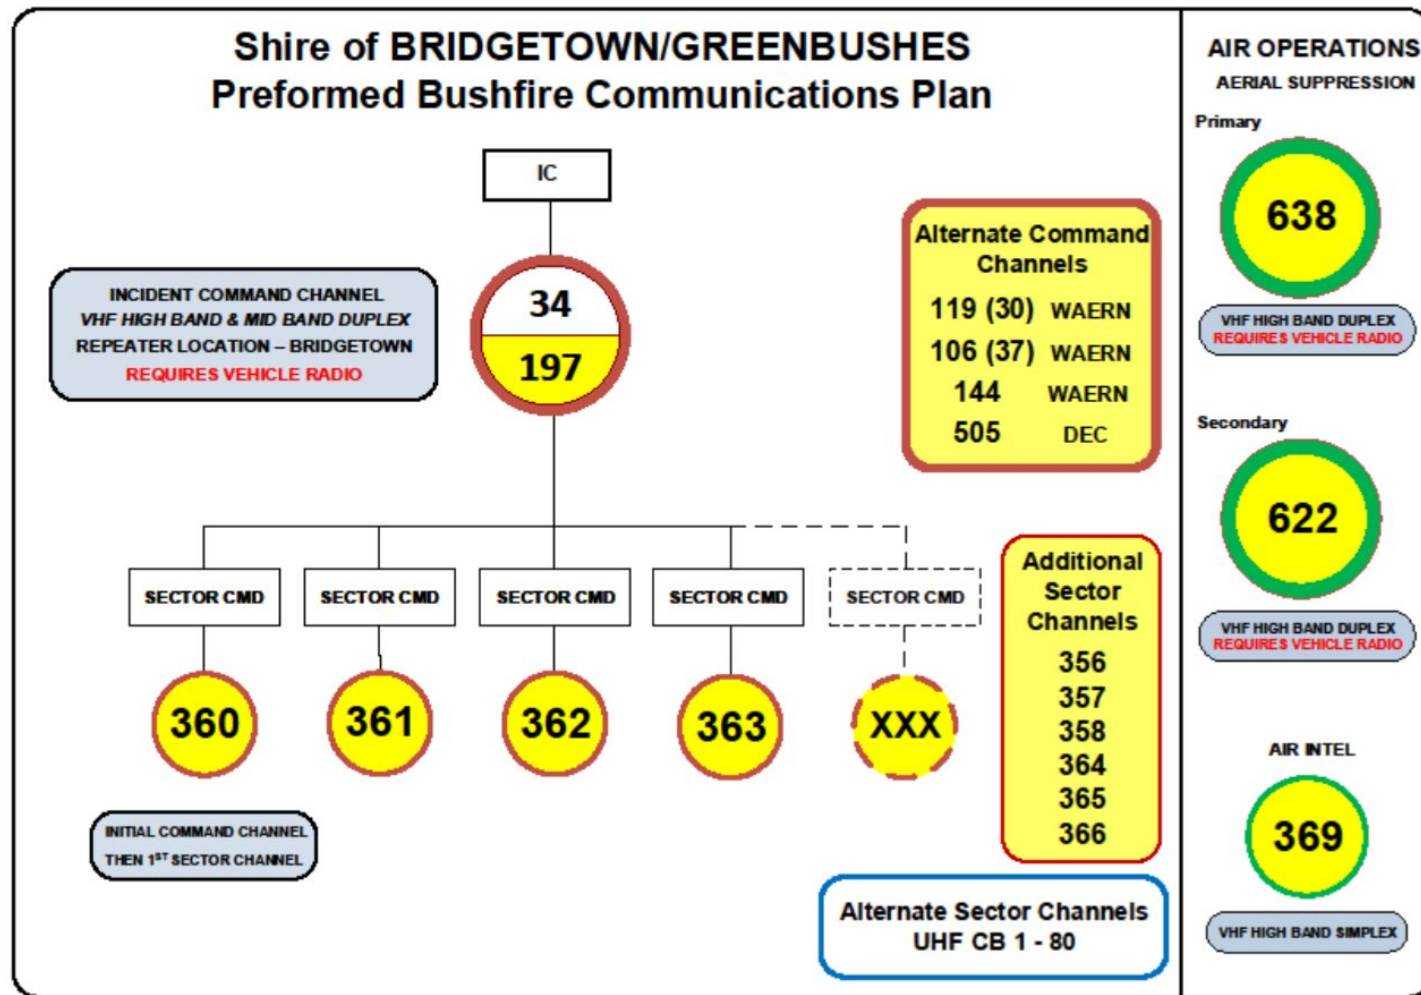 Shire of BRIDGETOWN/GREENBUSHES
Preformed Bushfire Communications Plan
IC
INCIDENT COMMAND CHANNEL
VHF HIGH BAND & MID BAND DUPLEX
REPEATER LOCATION – BRIDGETOWN
REQUIRES VEHICLE RADIO
34
197
Alternate Command
Channels
119 (30) WAERN
106 (37) WAERN
144 WAERN
505 DEC
SECTOR CMD
SECTOR CMD
SECTOR CMD
SECTOR CMD
SECTOR CMD
360
361
362
363
XXX
INITIAL COMMAND CHANNEL
THEN 1ST SECTOR CHANNEL
Additional
Sector
Channels
356
357
358
364
365
366
Alternate Sector Channels
UHF CB 1 - 80
AIR OPERATIONS
AERIAL SUPPRESSION
Primary
638
VHF HIGH BAND DUPLEX
REQUIRES VEHICLE RADIO
Secondary
622
VHF HIGH BAND DUPLEX
REQUIRES VEHICLE RADIO
AIR INTEL
369
VHF HIGH BAND SIMPLEX